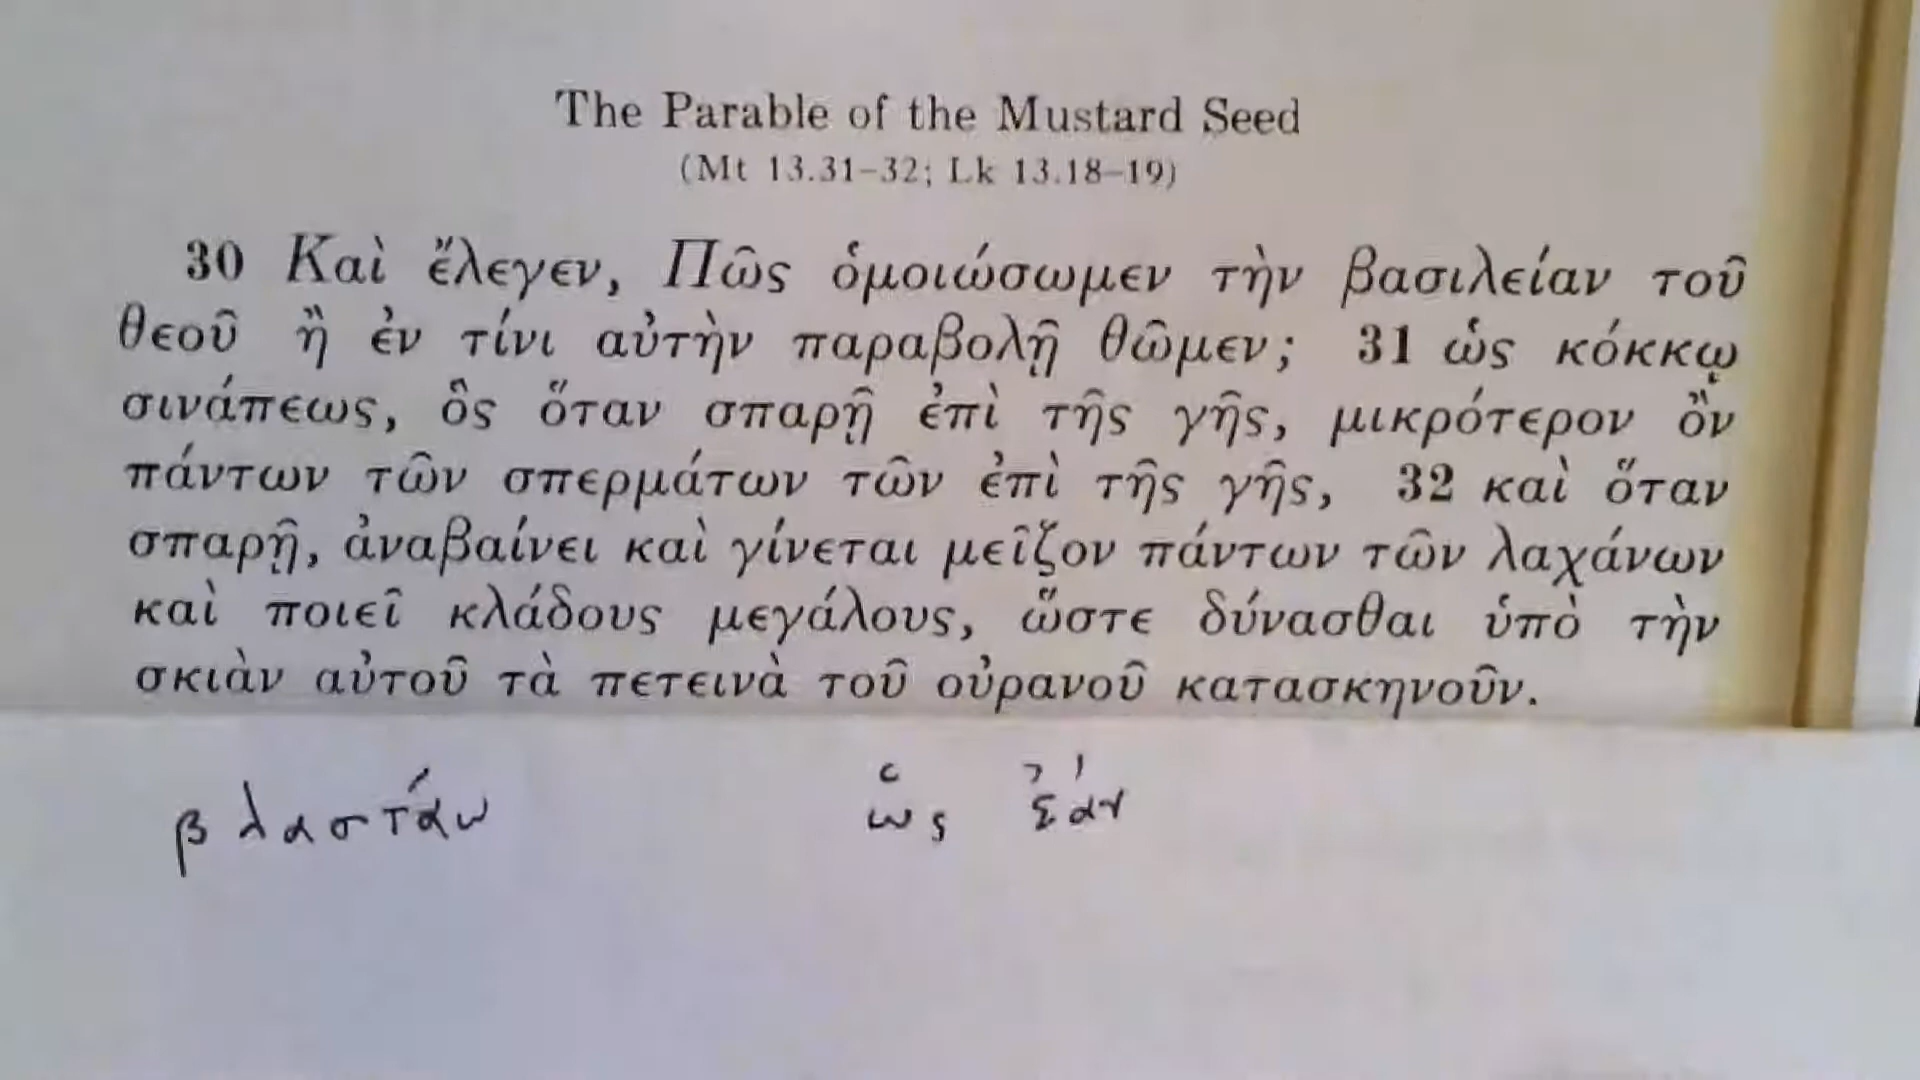 The Parable of the Mustard Seed
(Mt 13.31–32; Lk 13.18–19)
30 Καὶ ἔλεγεν, Πῶς ὁμοιώσωμεν τὴν βασιλείαν τοῦ
θεοῦ ἢ ἐν τίνι αὐτὴν παραβολῇ θῶμεν; 31 ὡς κόκκῳ
σινάπεως, ὃς ὅταν σπαρῇ ἐπὶ τῆς γῆς, μικρότερον ὂν
πάντων τῶν σπερμάτων τῶν ἐπὶ τῆς γῆς, 32 καὶ ὅταν
σπαρῇ, ἀναβαίνει καὶ γίνεται μεῖζον πάντων τῶν λαχάνων
καὶ ποιεῖ κλάδους μεγάλους, ὥστε δύνασθαι ὑπὸ τὴν
σκιὰν αὐτοῦ τὰ πετεινὰ τοῦ οὐρανοῦ κατασκηνοῦν.
βλαστάω ὡς ἐάν